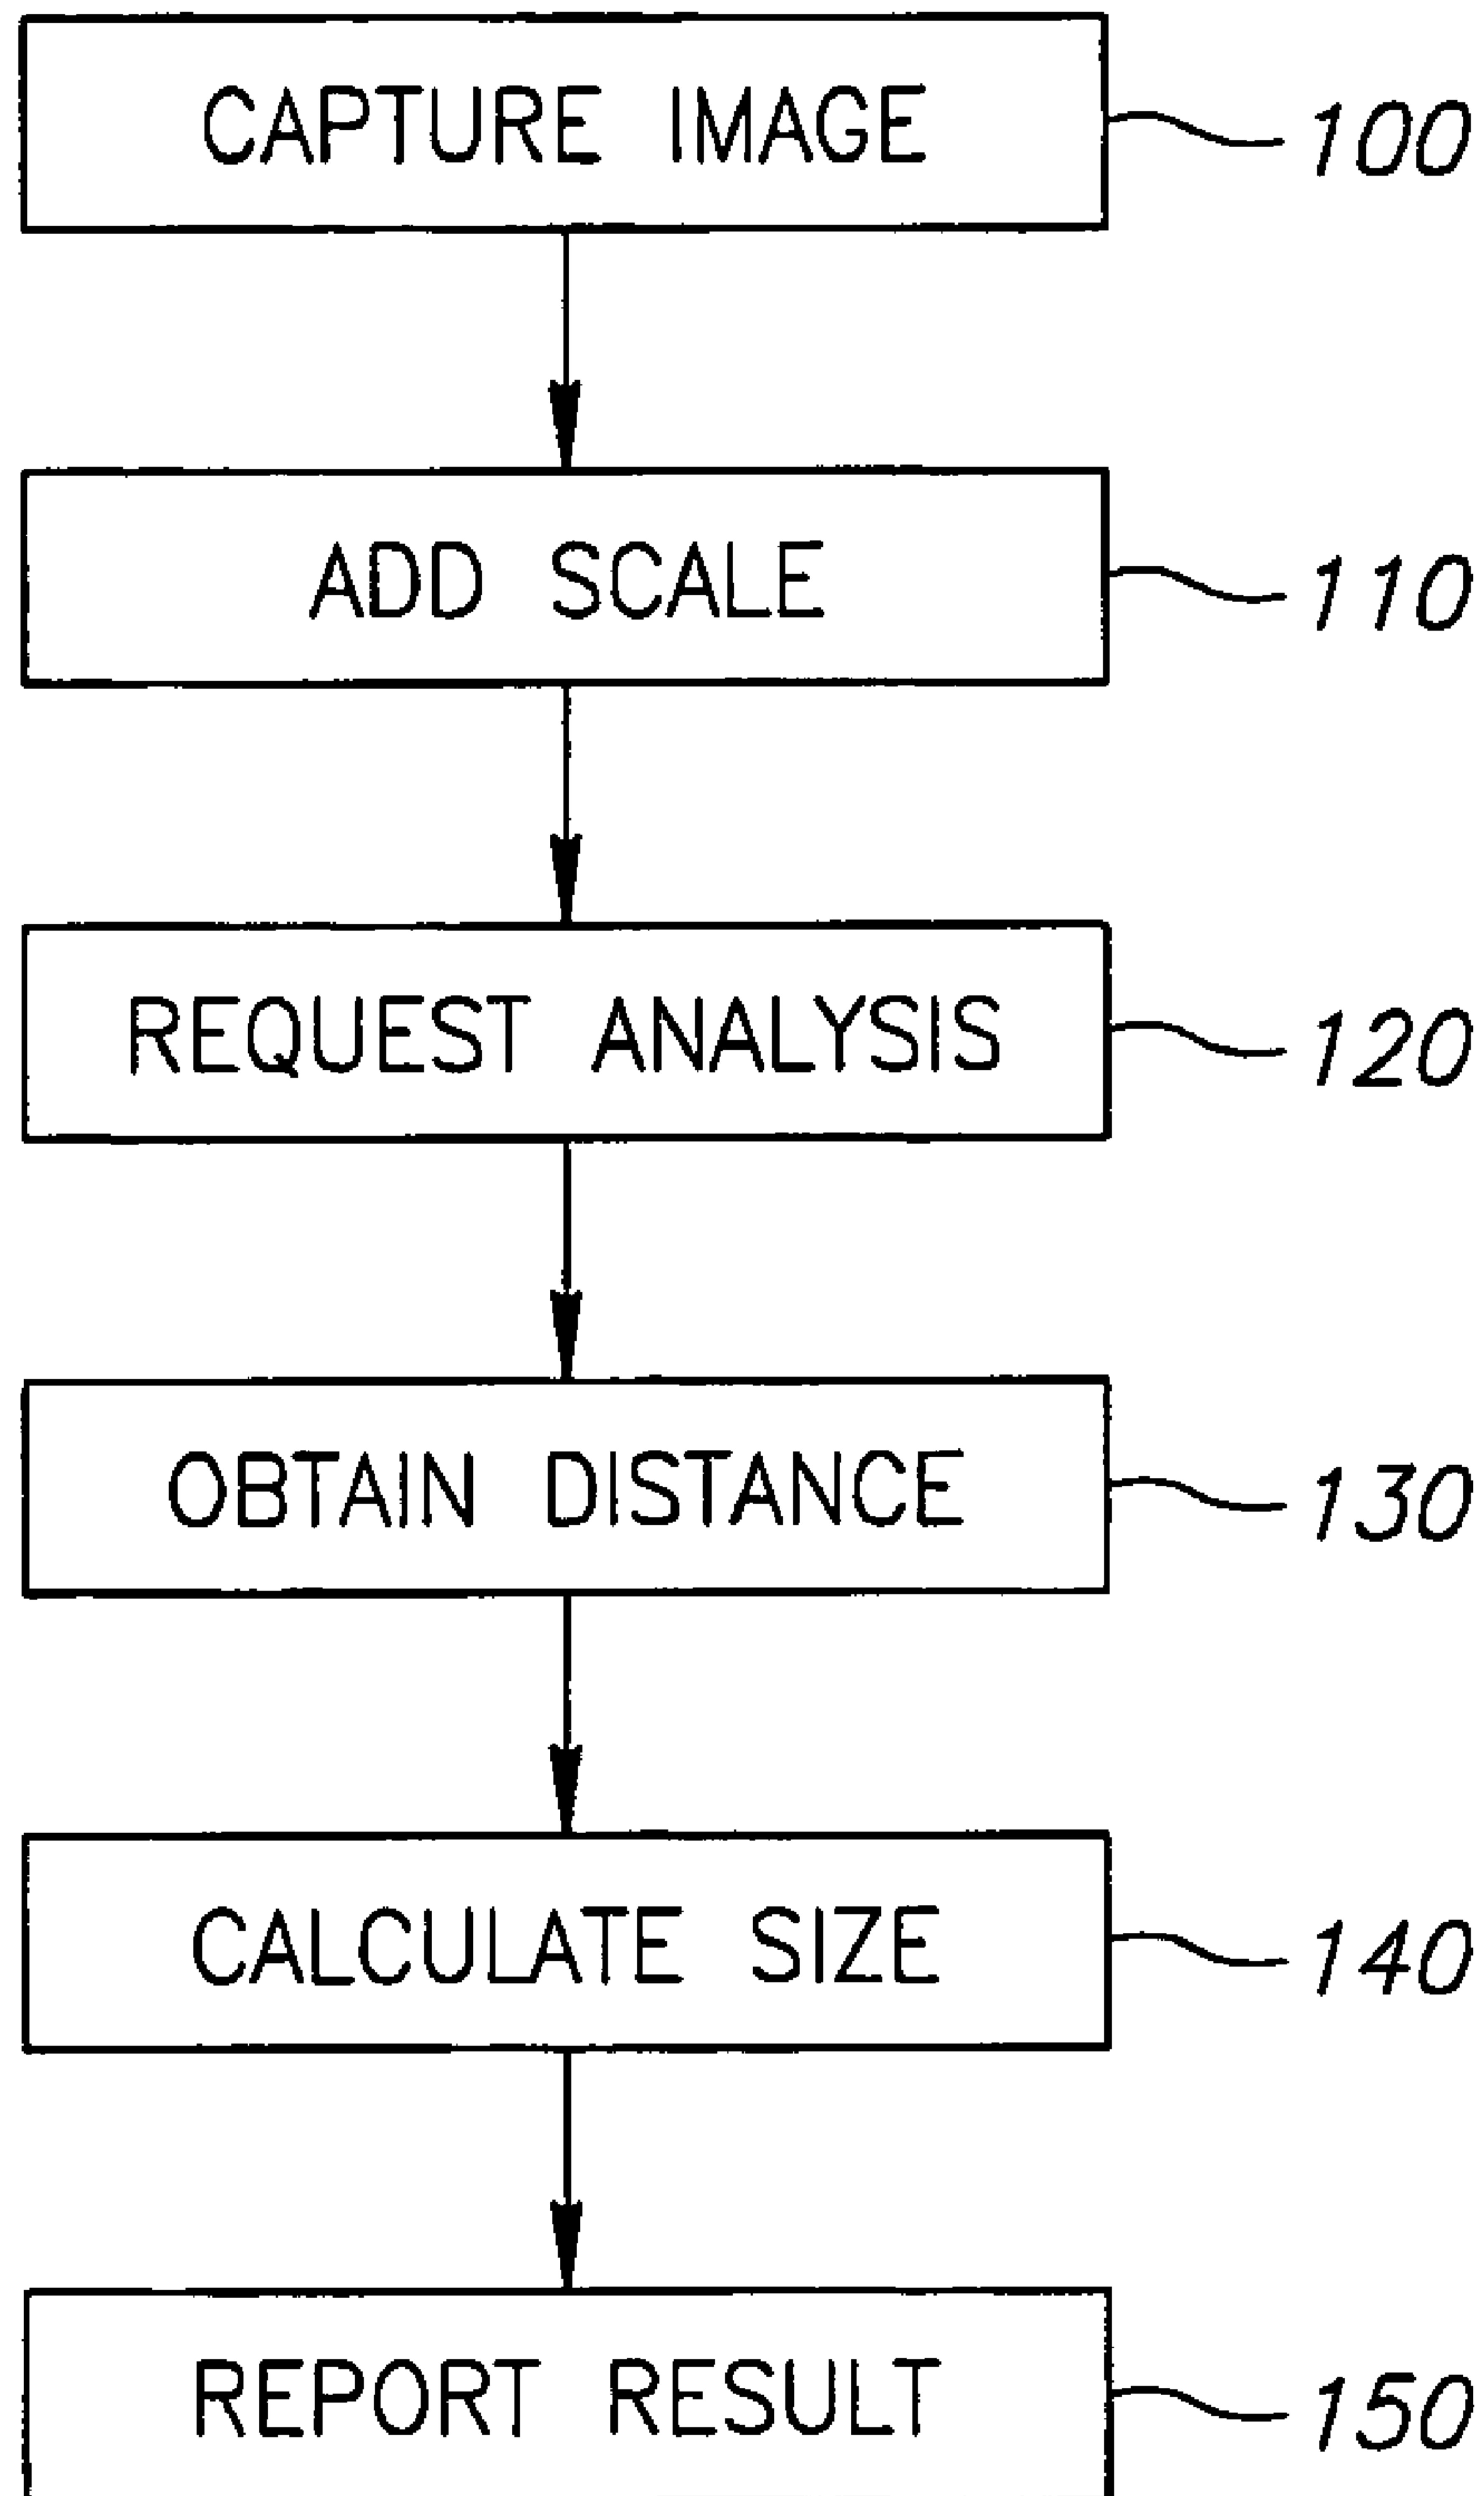 CAPTURE IMAGE 100
ADD SCALE 110
REQUEST ANALYSIS 120
OBTAIN DISTANCE 130
CALCULATE SIZE 140
REPORT RESULT 150